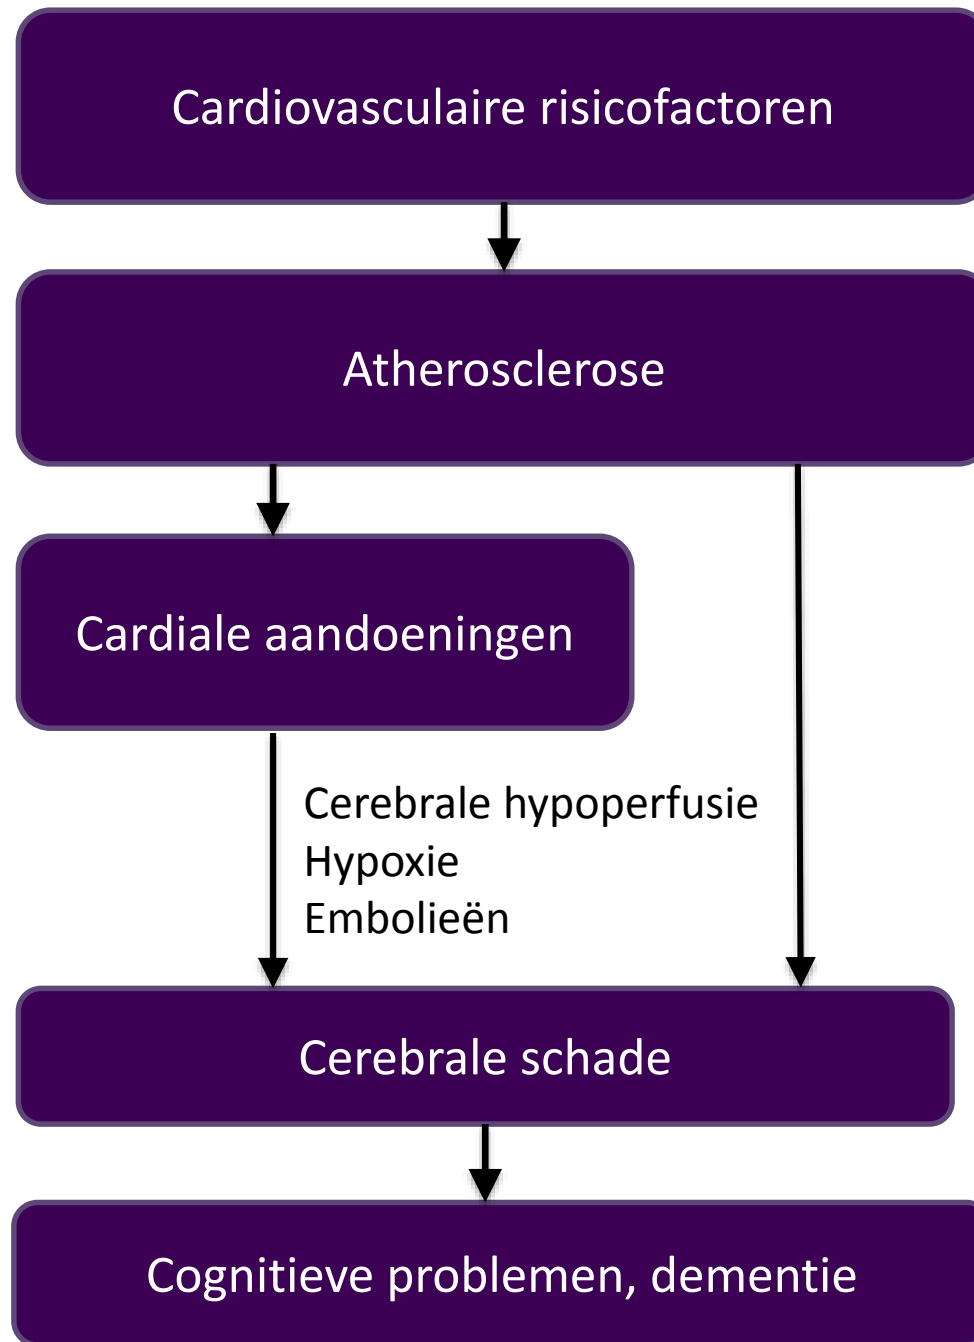 Cardiovasculaire risicofactoren
Atherosclerose
Cardiale aandoeningen
Cerebrale hypoperfusie
Hypoxie
Embolieën
Cerebrale schade
Cognitieve problemen, dementie